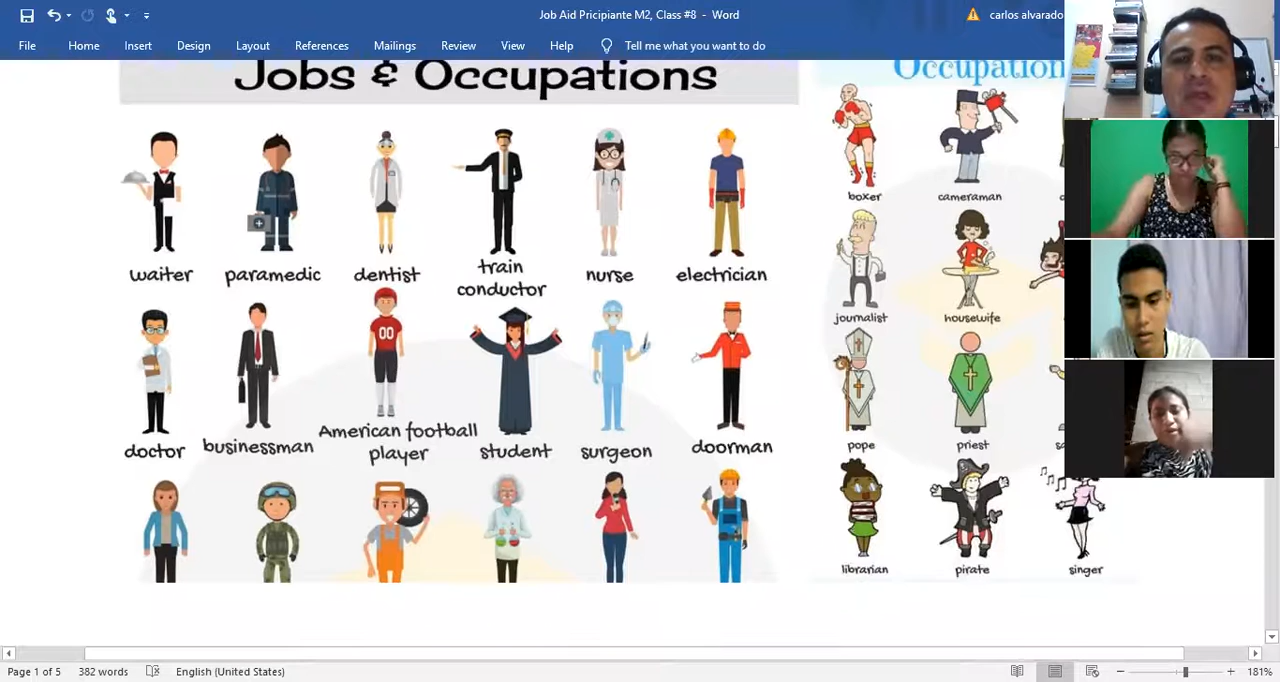 Job Aid Pricipiante M2, Class #8 - Word
carlos alvarado
File Home Insert Design Layout References Mailings Review View Help Tell me what you want to do
Jobs & Occupations
Occupation
waiter
paramedic
dentist
train
conductor
nurse
electrician
doctor
businessman
American football
player
student
surgeon
doorman
00
boxer
cameraman
journalist
housewife
pope
priest
librarian
pirate
singer
Page 1 of 5 382 words English (United States) 181%